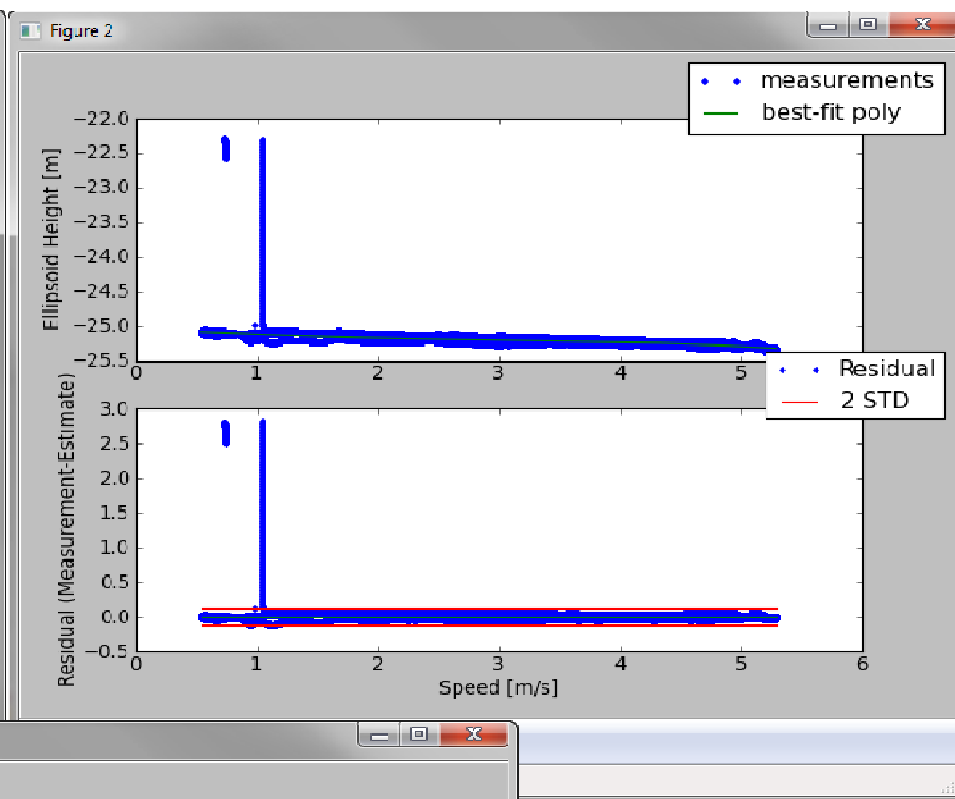 Figure 2
measurements
best-fit poly
Ellipsoid Height [m]
−22.0
−22.5
−23.0
−23.5
−24.0
−24.5
−25.0
−25.5
0 1 2 3 4 5
Residual
2 STD
Residual (Measurement-Estimate)
3.0
2.5
2.0
1.5
1.0
0.5
0.0
−0.5
0 1 2 3 4 5 6
Speed [m/s]